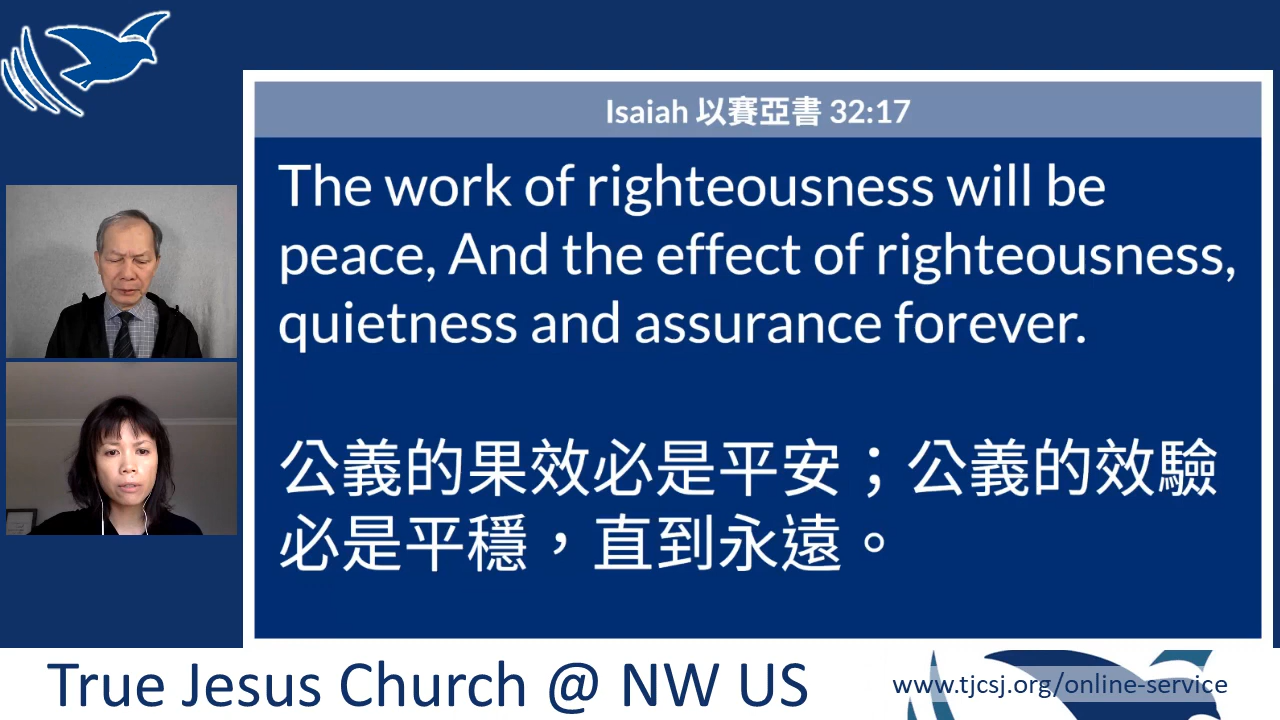 Isaiah 以賽亞書 32:17
The work of righteousness will be
peace, And the effect of righteousness,
quietness and assurance forever.
公義的果效必是平安；公義的效驗
必是平穩，直到永遠。
True Jesus Church @ NW US
www.tjcsj.org/online-service